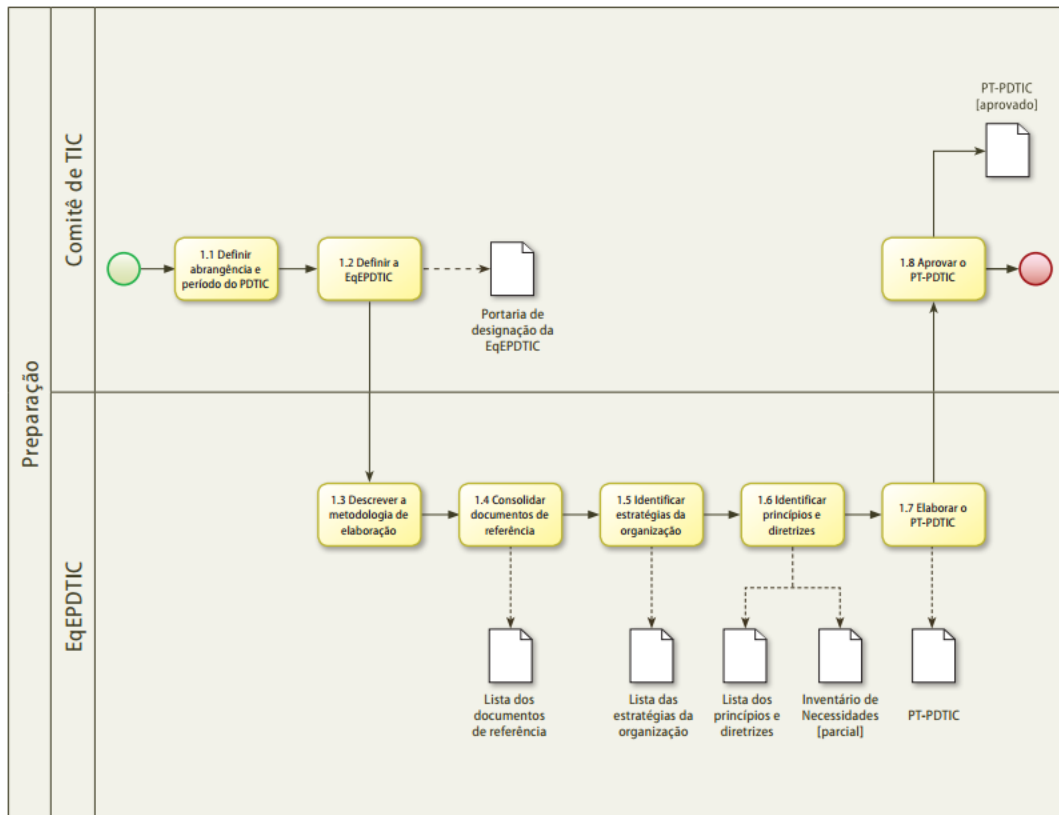 Preparação
Comitê de TIC
PT-PDTIC
[aprovado]
1.1 Definir
abrangência e
período do PDTIC
1.2 Definir a
EqEPDTIC
Portaria de
designação da
EqEPDTIC
1.8 Aprovar o
PT-PDTIC
EqEPDTIC
1.3 Descrever a
metodologia de
elaboração
1.4 Consolidar
documentos de
referência
1.5 Identificar
estratégias da
organização
1.6 Identificar
princípios e
diretrizes
1.7 Elaborar o
PT-PDTIC
Lista dos
documentos
de referência
Lista das
estratégias da
organização
Lista dos
princípios e
diretrizes
Inventário de
Necessidades
[parcial]
PT-PDTIC